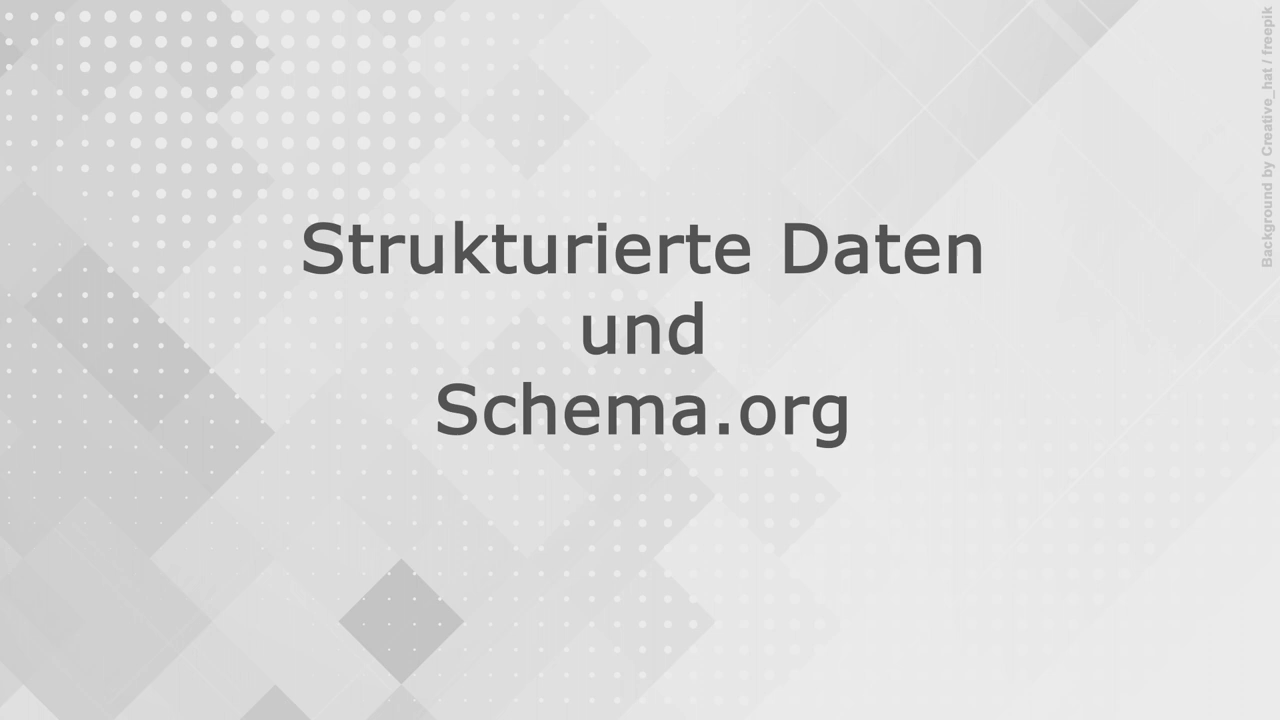 Strukturierte Daten
und
Schema.org
Background by Creative_hat / freepik